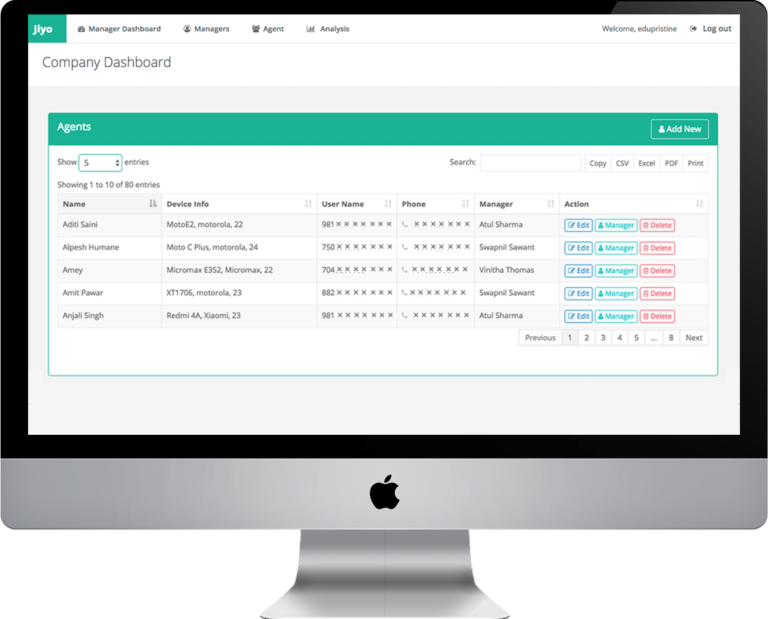 Jiyo Manager Dashboard Managers Agent Analysis Welcome, edupristine Log out
Company Dashboard
Agents Add New
Show 5 entries Search: Copy CSV Excel PDF Print
Showing 1 to 10 of 80 entries
Name Device Info User Name Phone Manager Action
Aditi Saini MotoE2, motorola, 22 981××××××× ××××××× Atul Sharma Edit Manager Delete
Alpesh Humane Moto C Plus, motorola, 24 750××××××× ××××××× Swapnil Sawant Edit Manager Delete
Amey Micromax E352, Micromax, 22 704××××××× ××××××× Vinitha Thomas Edit Manager Delete
Amit Pawar XT1706, motorola, 23 882××××××× ××××××× Swapnil Sawant Edit Manager Delete
Anjali Singh Redmi 4A, Xiaomi, 23 981××××××× ××××××× Atul Sharma Edit Manager Delete
Previous 1 2 3 4 5 ... 8 Next